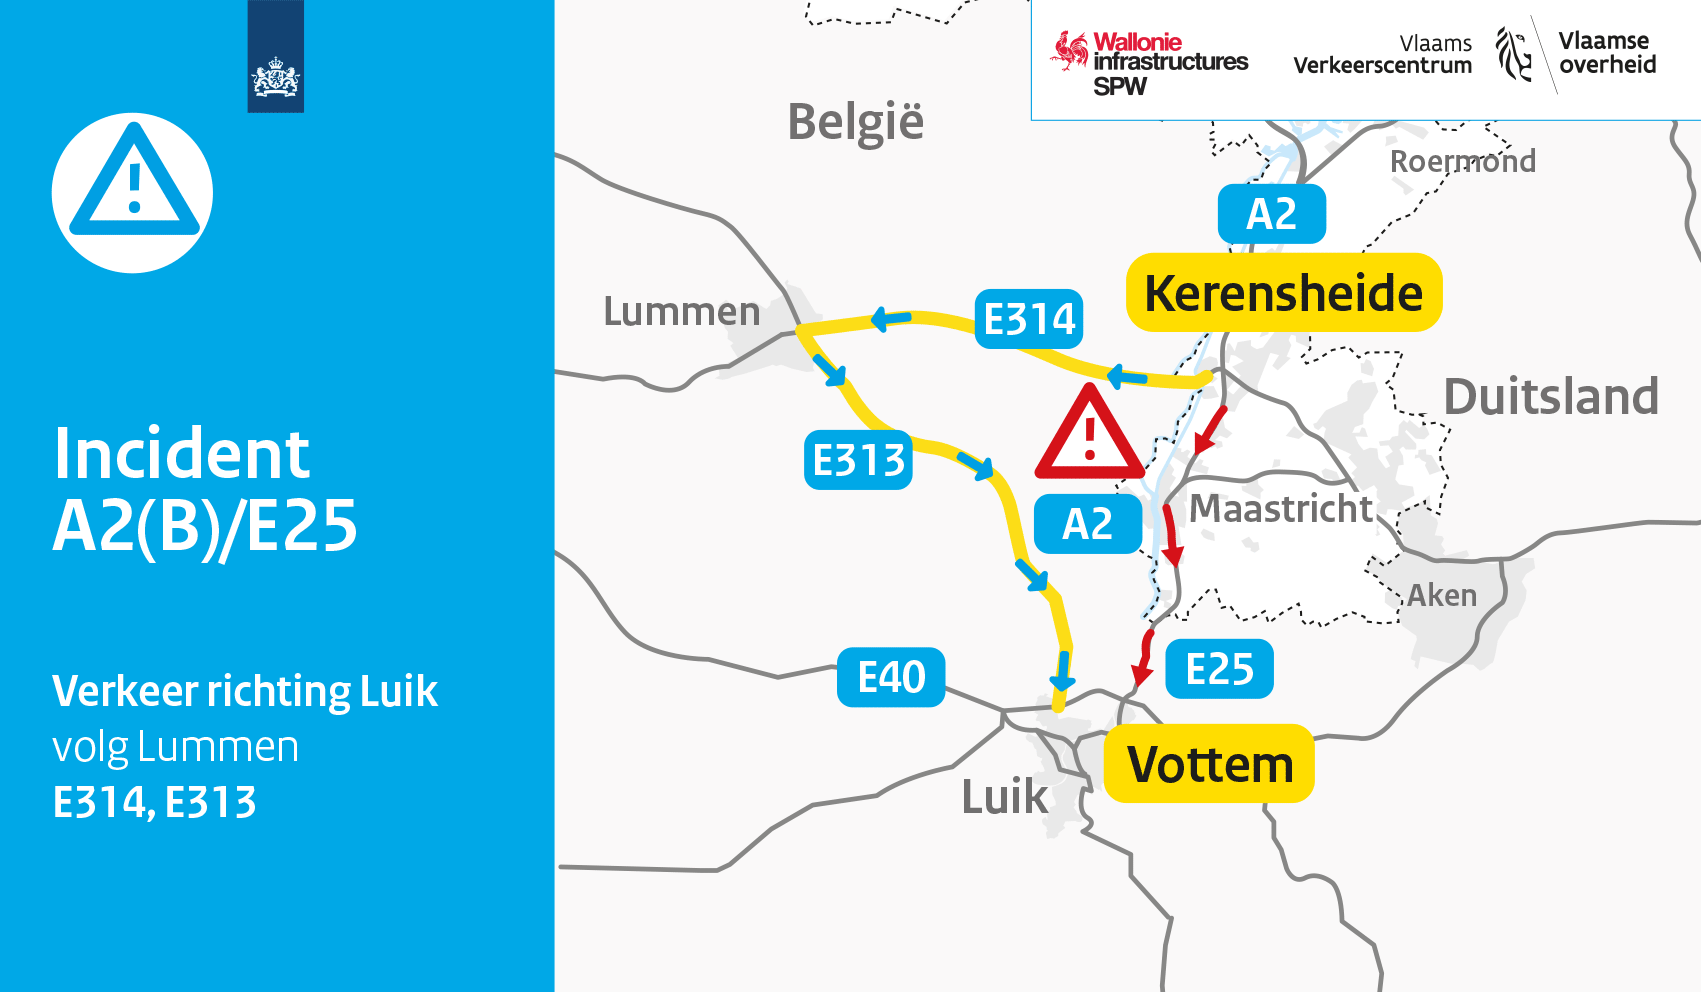 Incident
A2(B)/E25
Verkeer richting Luik
volg Lummen
E314, E313
Wallonie
infrastructures
SPW
Vlaams
Verkeerscentrum
Vlaamse
overheid
België
Roermond
A2
Kerensheide
Lummen
E314
Duitsland
E313
Maastricht
A2
Aken
E40
E25
Vottem
Luik